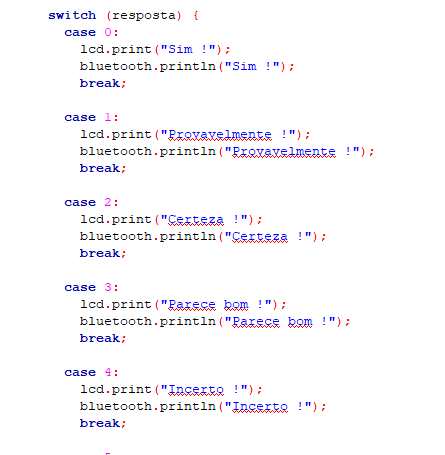 switch (resposta) {
case 0:
lcd.print("Sim !");
bluetooth.println("Sim !");
break;
case 1:
lcd.print("Provavelmente !");
bluetooth.println("Provavelmente !");
break;
case 2:
lcd.print("Certeza !");
bluetooth.println("Certeza !");
break;
case 3:
lcd.print("Parece bom !");
bluetooth.println("Parece bom !");
break;
case 4:
lcd.print("Incerto !");
bluetooth.println("Incerto !");
break;